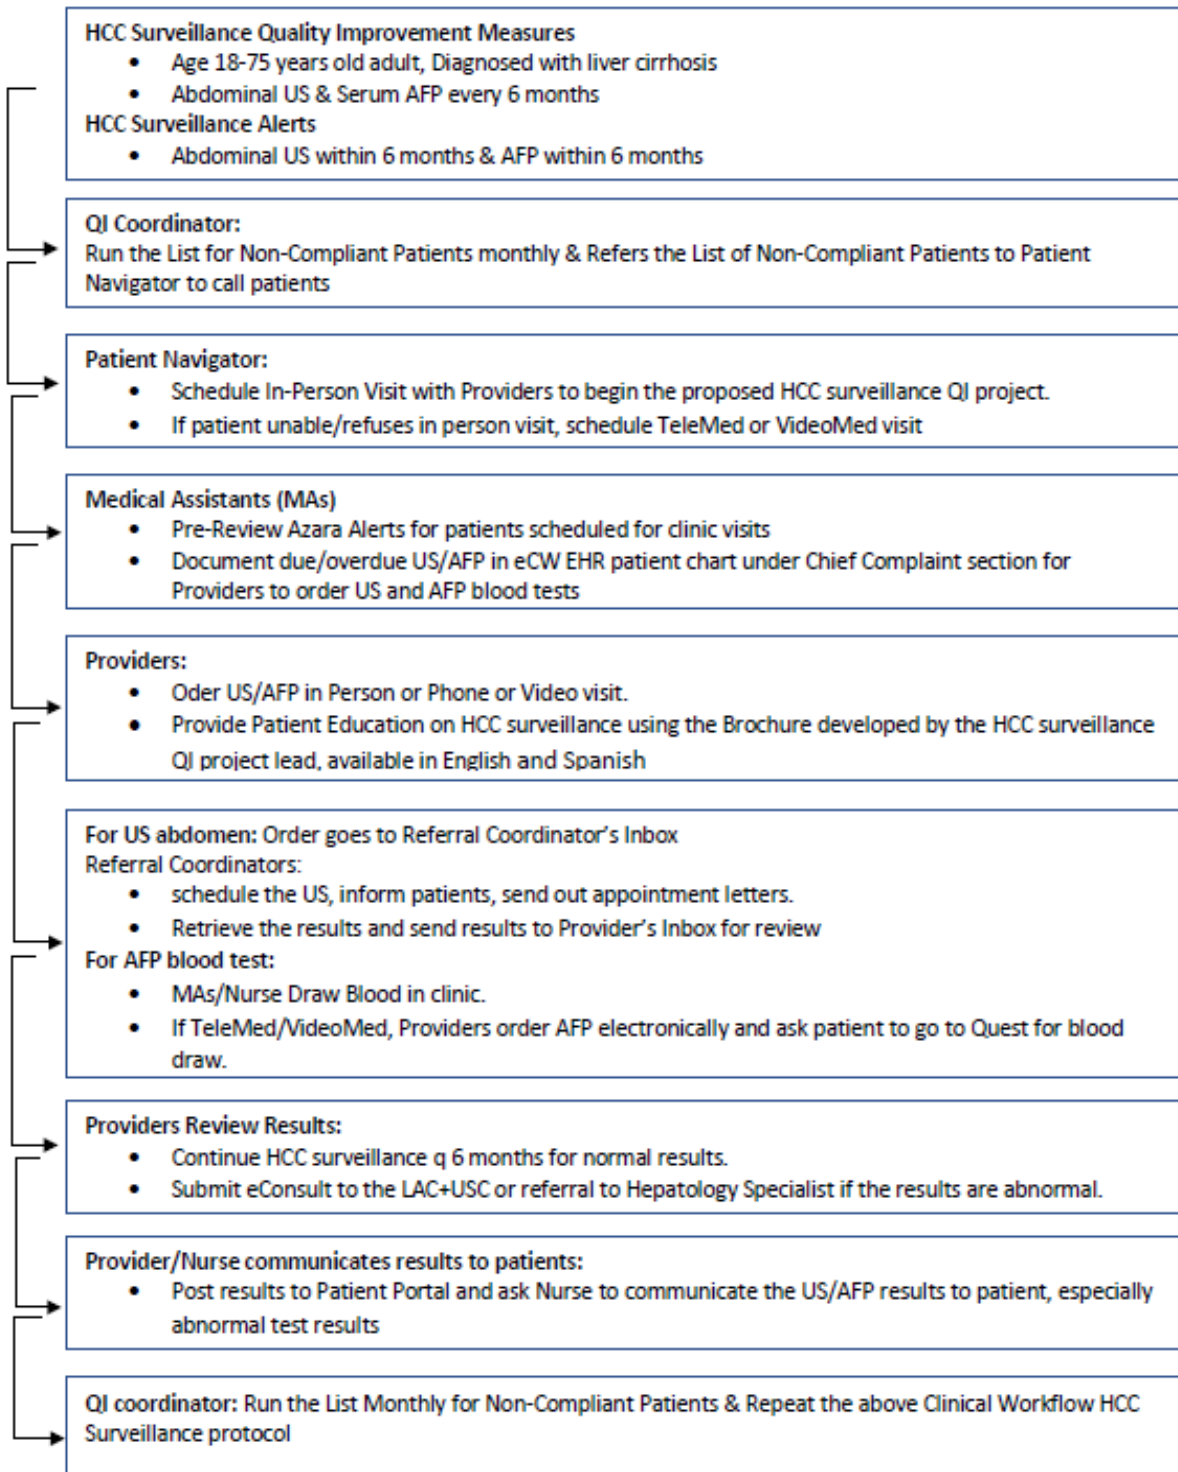 HCC Surveillance Quality Improvement Measures
• Age 18-75 years old adult, Diagnosed with liver cirrhosis
• Abdominal US & Serum AFP every 6 months
HCC Surveillance Alerts
• Abdominal US within 6 months & AFP within 6 months
QI Coordinator:
Run the List for Non-Compliant Patients monthly & Refers the List of Non-Compliant Patients to Patient
Navigator to call patients
Patient Navigator:
• Schedule In-Person Visit with Providers to begin the proposed HCC surveillance QI project.
• If patient unable/refuses in person visit, schedule TeleMed or VideoMed visit
Medical Assistants (MAs)
• Pre-Review Azara Alerts for patients scheduled for clinic visits
• Document due/overdue US/AFP in eCW EHR patient chart under Chief Complaint section for
Providers to order US and AFP blood tests
Providers:
• Oder US/AFP in Person or Phone or Video visit.
• Provide Patient Education on HCC surveillance using the Brochure developed by the HCC surveillance
QI project lead, available in English and Spanish
For US abdomen: Order goes to Referral Coordinator's Inbox
Referral Coordinators:
• schedule the US, inform patients, send out appointment letters.
• Retrieve the results and send results to Provider's Inbox for review
For AFP blood test:
• MAs/Nurse Draw Blood in clinic.
• If TeleMed/VideoMed, Providers order AFP electronically and ask patient to go to Quest for blood
draw.
Providers Review Results:
• Continue HCC surveillance q 6 months for normal results.
• Submit eConsult to the LAC+USC or referral to Hepatology Specialist if the results are abnormal.
Provider/Nurse communicates results to patients:
• Post results to Patient Portal and ask Nurse to communicate the US/AFP results to patient, especially
abnormal test results
QI coordinator: Run the List Monthly for Non-Compliant Patients & Repeat the above Clinical Workflow HCC
Surveillance protocol